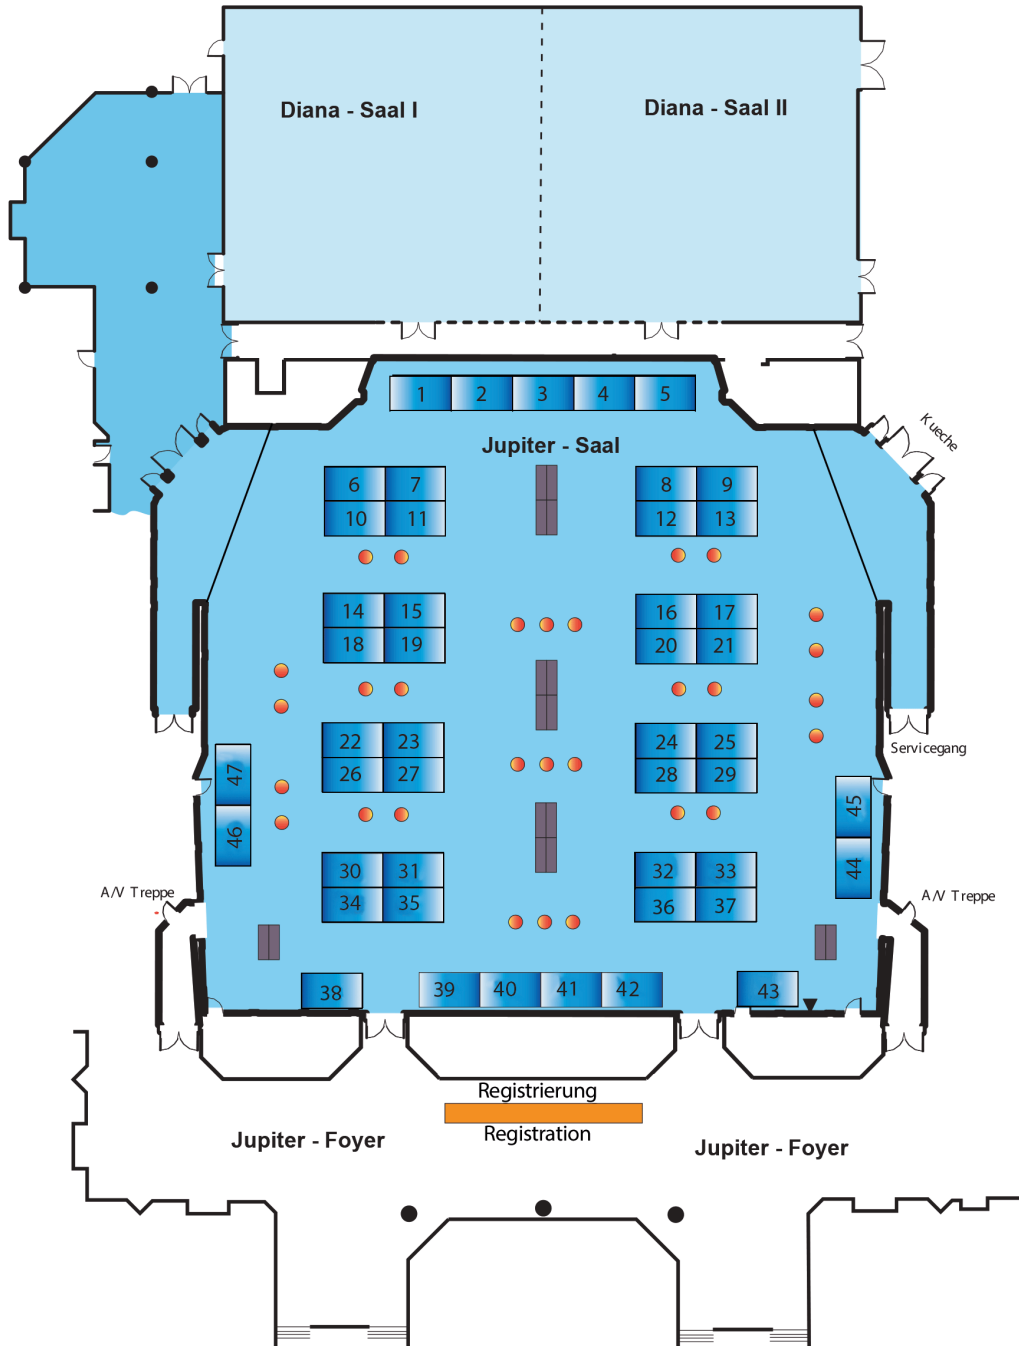 Diana - Saal I
Diana - Saal II
1 2 3 4 5
Kueche
Jupiter - Saal
6 7 8 9
10 11 12 13
14 15 16 17
18 19 20 21
Servicegang
22 23 24 25
26 27 28 29
47
45
46
44
30 31 32 33
34 35 36 37
A/V Treppe
A/V Treppe
38 39 40 41 42 43
Registrierung
Registration
Jupiter - Foyer
Jupiter - Foyer